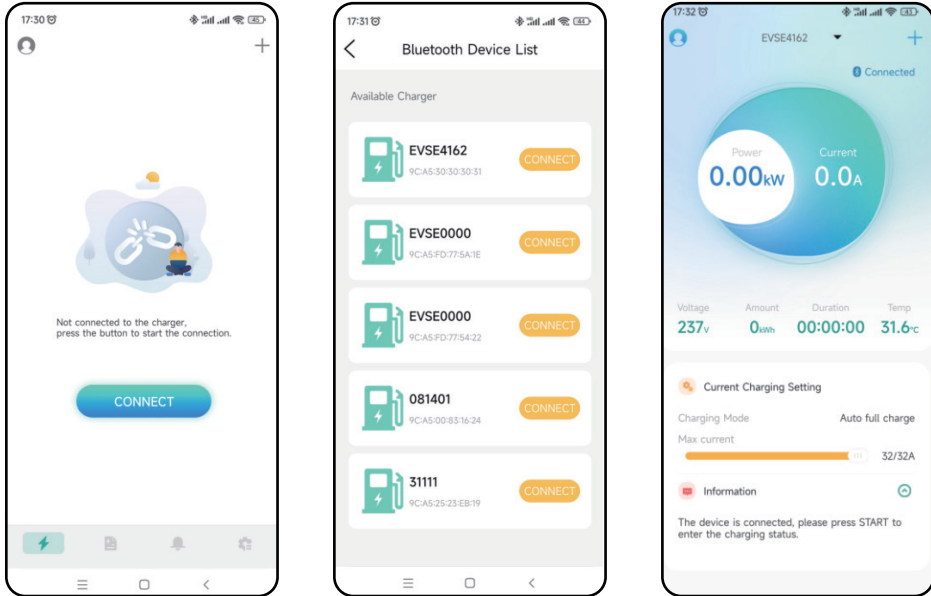 17:30
45
Not connected to the charger,
press the button to start the connection.
CONNECT
17:31
44
Bluetooth Device List
Available Charger
EVSE4162
9C:A5:30:30:30:31
CONNECT
EVSE0000
9C:A5:FD:77:5A:1E
CONNECT
EVSE0000
9C:A5:FD:77:54:22
CONNECT
081401
9C:A5:00:83:16:24
CONNECT
31111
9C:A5:25:23:EB:19
CONNECT
17:32
41
EVSE4162
Connected
Power
Current
0.00kW
0.0A
Voltage Amount Duration Temp
237V 0kWh 00:00:00 31.6℃
Current Charging Setting
Charging Mode Auto full charge
Max current
32/32A
Information
The device is connected, please press START to
enter the charging status.